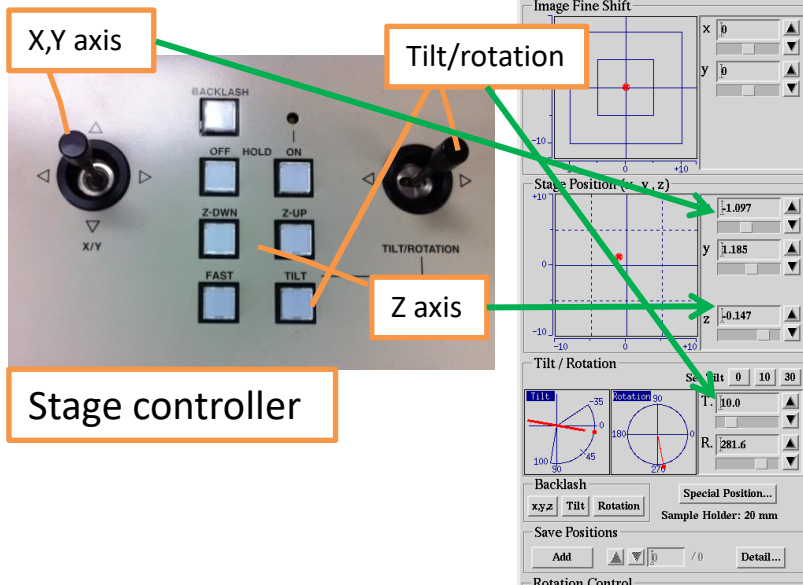 X,Y axis
Tilt/rotation
BACKLASH
OFF HOLD ON
Z-DWN Z-UP
X/Y
TILT/ROTATION
FAST TILT
Z axis
Stage controller
Image Fine Shift
x 0
y 0
-10
+10
Stage Position (x, y, z)
+10
-1.097
y 1.185
0
z -0.147
-10
-10 0 +10
Tilt / Rotation
Set Tilt 0 10 30
Tilt
-35
0
45
90
100
Rotation
90
180
0
270
T. 10.0
R. 281.6
Backlash
x,y,z Tilt Rotation
Special Position...
Sample Holder: 20 mm
Save Positions
Add 0 / 0 Detail...
Rotation Control